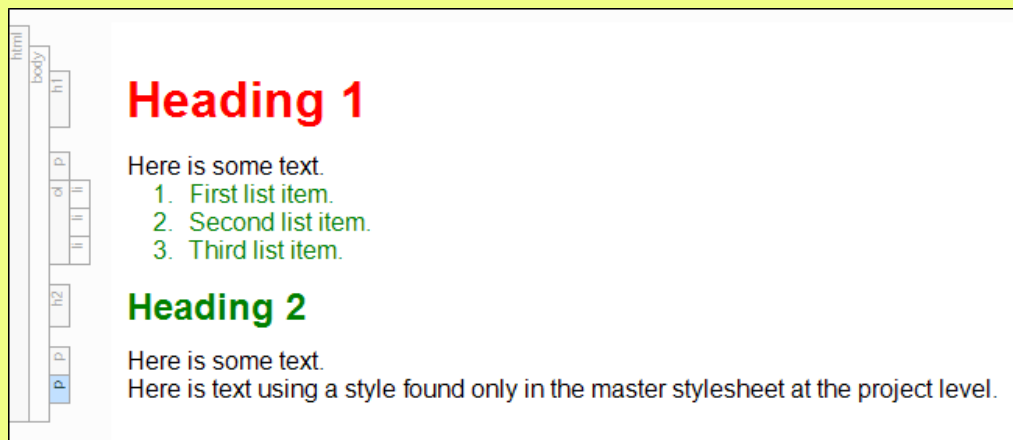 html
body
h1
Heading 1
p
Here is some text.
ol
li
1. First list item.
li
2. Second list item.
li
3. Third list item.
h2
Heading 2
p
Here is some text.
p
Here is text using a style found only in the master stylesheet at the project level.